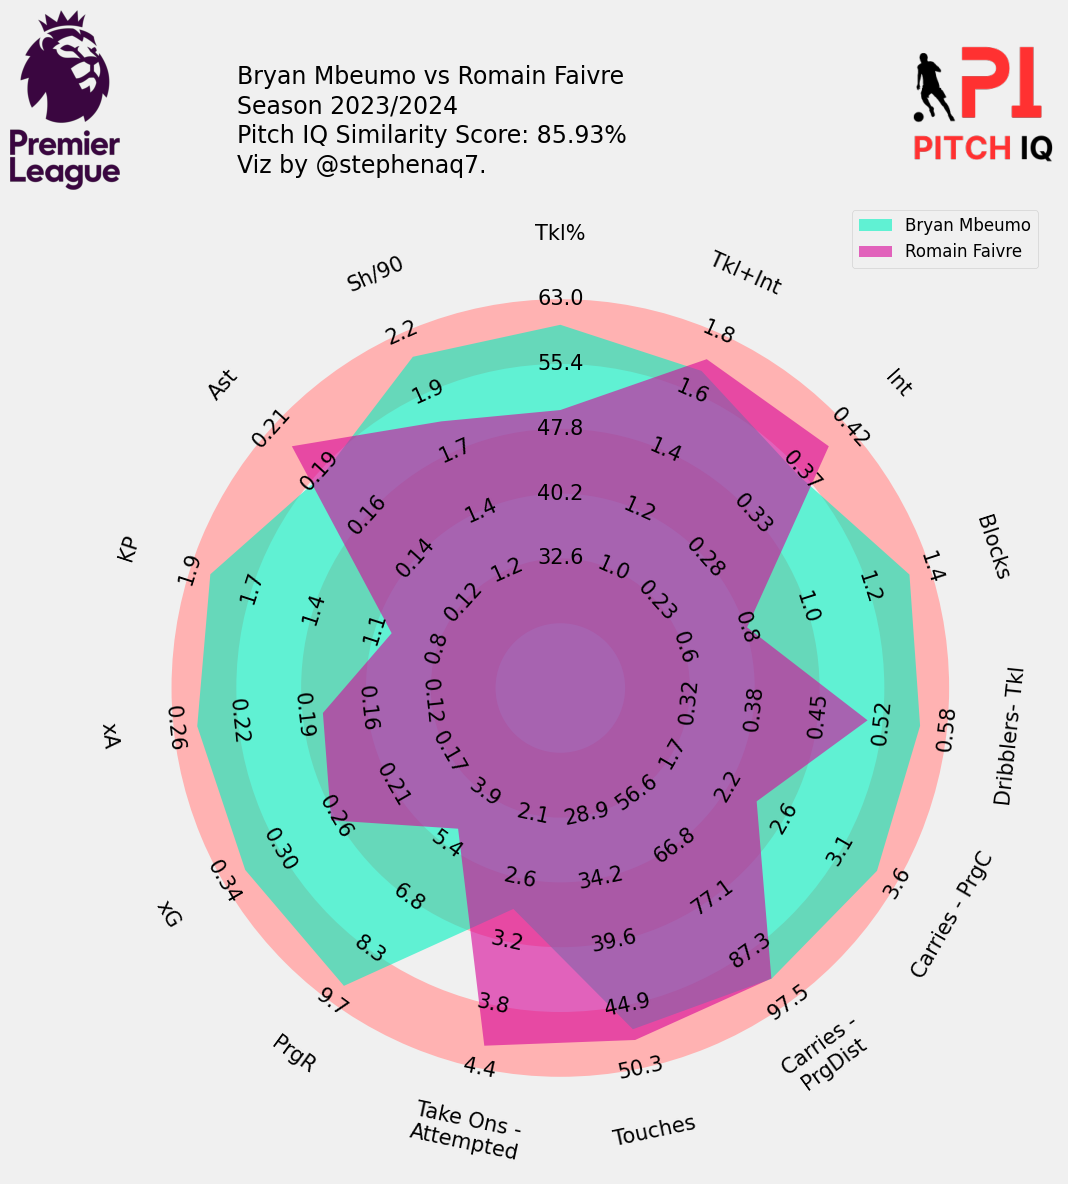 Premier
League
Bryan Mbeumo vs Romain Faivre
Season 2023/2024
Pitch IQ Similarity Score: 85.93%
Viz by @stephenaq7.
PI
PITCH IQ
Bryan Mbeumo
Romain Faivre
Tkl%
63.0
55.4
47.8
40.2
32.6
Tkl+Int
1.8
1.6
1.4
1.2
1.0
Int
0.42
0.37
0.33
0.28
0.23
Blocks
1.4
1.2
1.0
0.8
0.6
Dribblers- Tkl
0.58
0.52
0.45
0.38
0.32
Carries - PrgC
3.6
3.1
2.6
2.2
1.7
Carries -
PrgDist
97.5
87.3
77.1
66.8
56.6
Touches
50.3
44.9
39.6
34.2
28.9
Take Ons -
Attempted
4.4
3.8
3.2
2.6
2.1
PrgR
9.7
8.3
6.8
5.4
3.9
xG
0.34
0.30
0.26
0.21
0.17
xA
0.26
0.22
0.19
0.16
0.12
KP
1.9
1.7
1.4
1.1
0.8
Ast
0.21
0.19
0.16
0.14
0.12
Sh/90
2.2
1.9
1.7
1.4
1.2